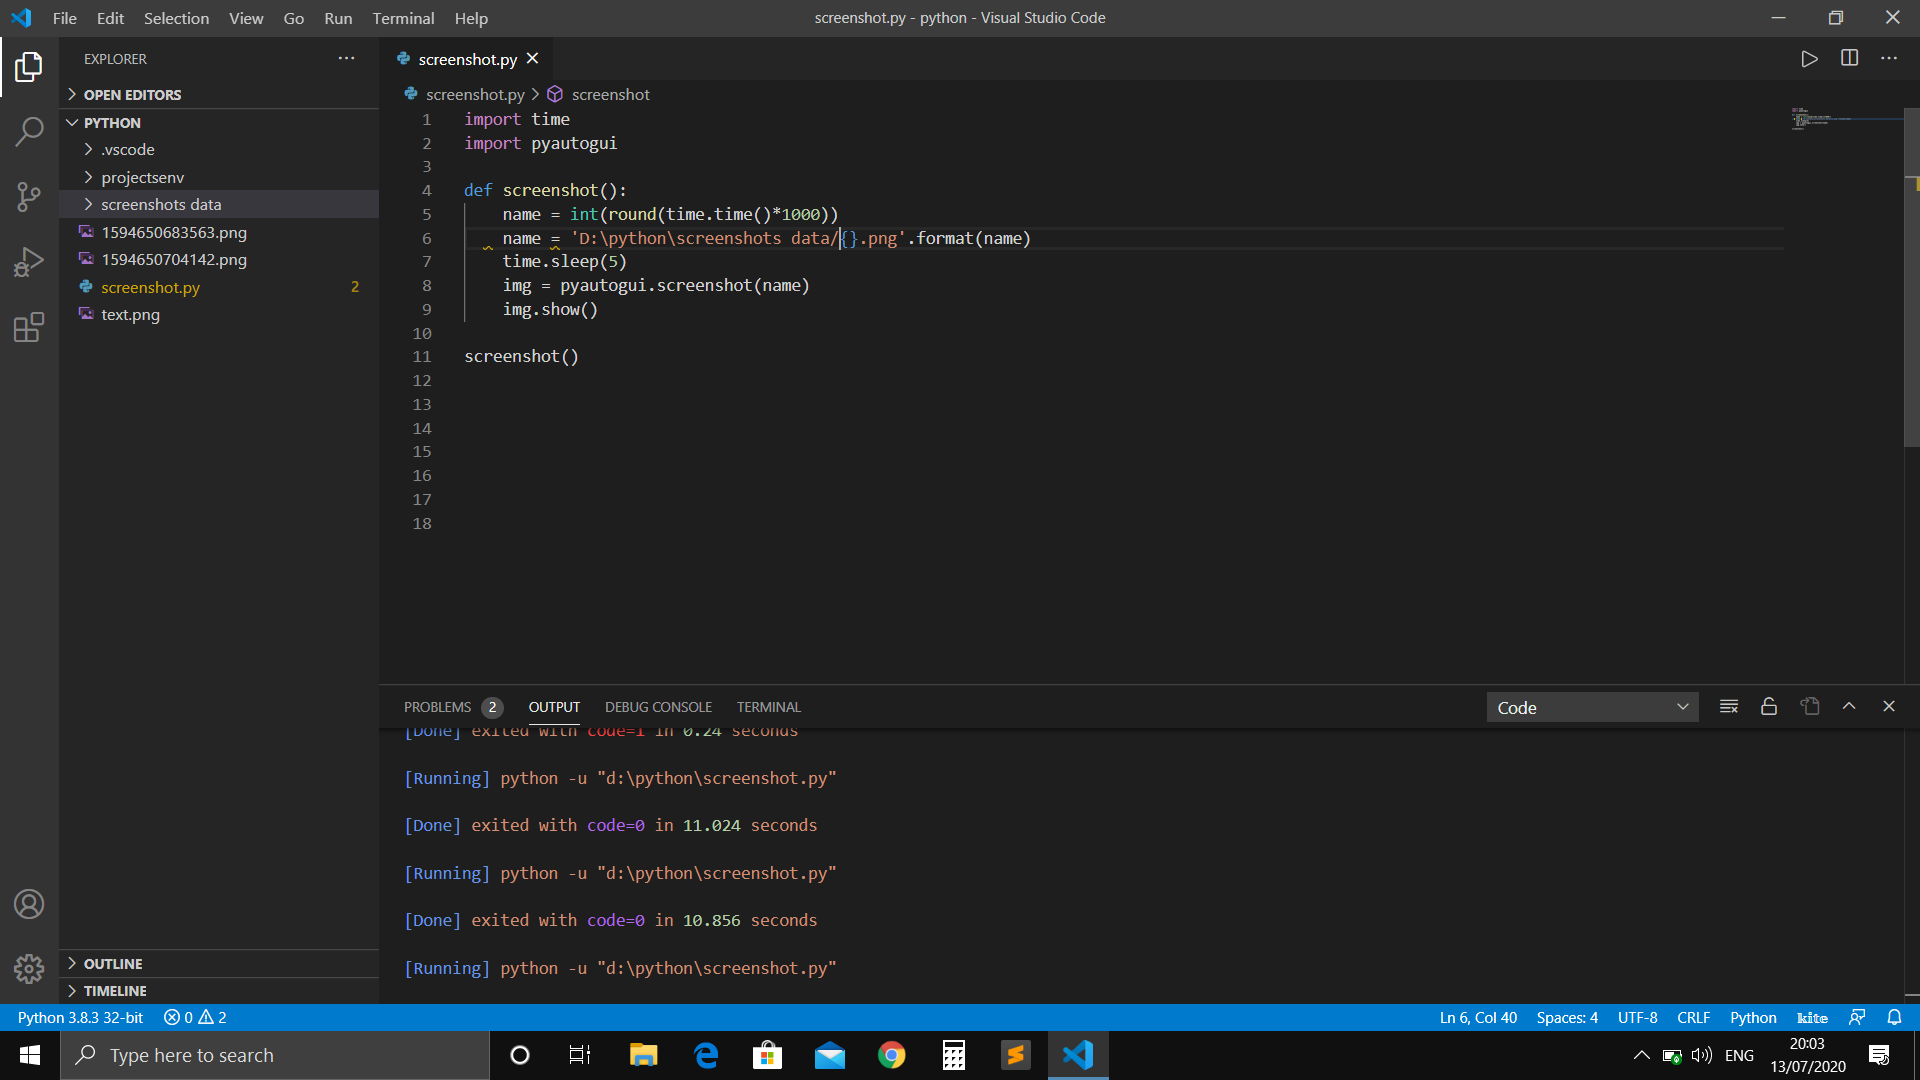 File Edit Selection View Go Run Terminal Help
screenshot.py - python - Visual Studio Code
EXPLORER
OPEN EDITORS
PYTHON
.vscode
projectsenv
screenshots data
1594650683563.png
1594650704142.png
screenshot.py 2
text.png
OUTLINE
TIMELINE
screenshot.py
screenshot.py > screenshot
1 import time
2 import pyautogui
3
4 def screenshot():
5     name = int(round(time.time()*1000))
6     name = 'D:\python\screenshots data/{}.png'.format(name)
7     time.sleep(5)
8     img = pyautogui.screenshot(name)
9     img.show()
10
11 screenshot()
12
13
14
15
16
17
18
PROBLEMS 2 OUTPUT DEBUG CONSOLE TERMINAL
Code
[Done] exited with code=1 in 0.24 seconds
[Running] python -u "d:\python\screenshot.py"
[Done] exited with code=0 in 11.024 seconds
[Running] python -u "d:\python\screenshot.py"
[Done] exited with code=0 in 10.856 seconds
[Running] python -u "d:\python\screenshot.py"
Python 3.8.3 32-bit 0 2
Ln 6, Col 40 Spaces: 4 UTF-8 CRLF Python kite
Type here to search
ENG
20:03
13/07/2020